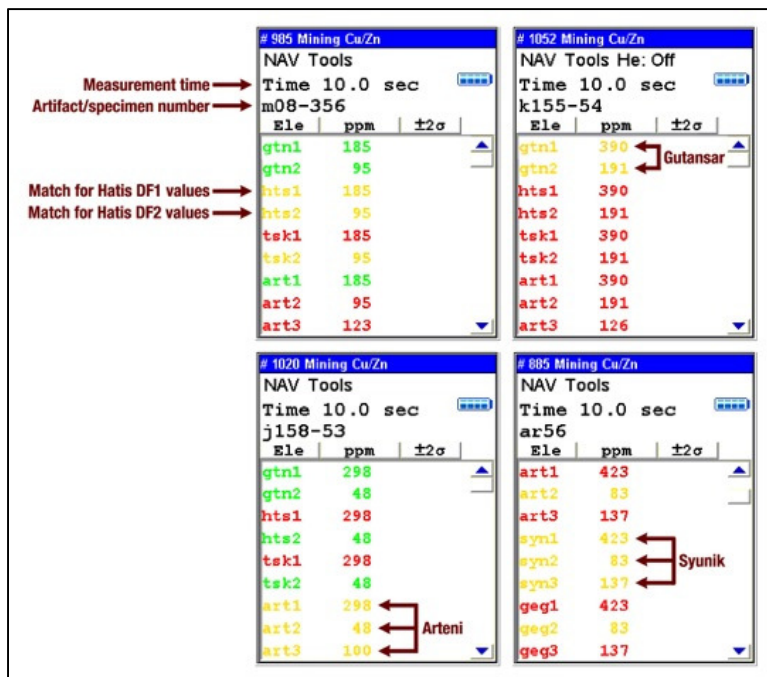 # 985 Mining Cu/Zn
NAV Tools
Measurement time
Time 10.0 sec
Artifact/specimen number
m08-356
Ele ppm ±2σ
gtn1 185
gtn2 95
Match for Hatis DF1 values
hts1 185
Match for Hatis DF2 values
hts2 95
tsk1 185
tsk2 95
art1 185
art2 95
art3 123
# 1052 Mining Cu/Zn
NAV Tools He: Off
Time 10.0 sec
k155-54
Ele ppm ±2σ
gtn1 390
gtn2 191
Gutansar
hts1 390
hts2 191
tsk1 390
tsk2 191
art1 390
art2 191
art3 126
# 1020 Mining Cu/Zn
NAV Tools
Time 10.0 sec
j158-53
Ele ppm ±2σ
gtn1 298
gtn2 48
hts1 298
hts2 48
tsk1 298
tsk2 48
art1 298
art2 48
art3 100
Arteni
# 885 Mining Cu/Zn
NAV Tools
Time 10.0 sec
ar56
Ele ppm ±2σ
art1 423
art2 83
art3 137
syn1 423
syn2 83
syn3 137
Syunik
geg1 423
geg2 83
geg3 137